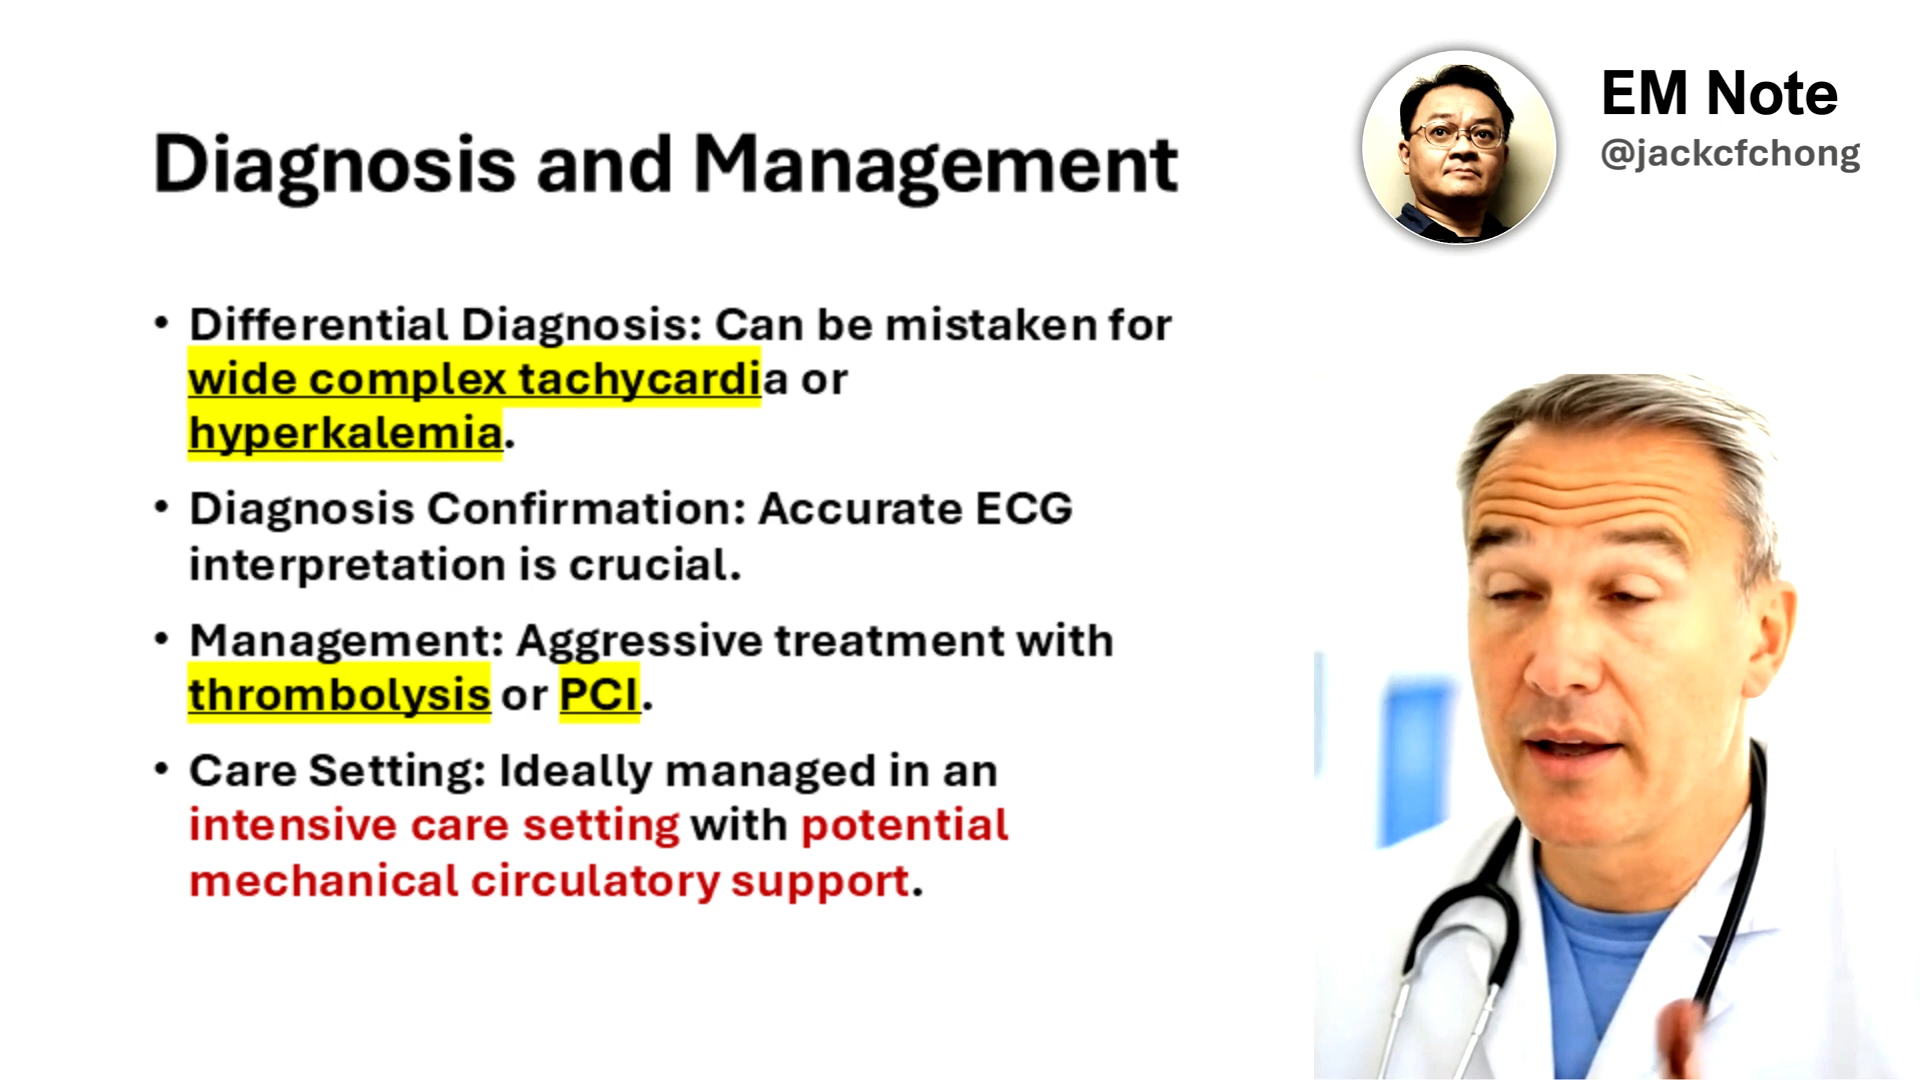 EM Note
@jackcfchong
Diagnosis and Management
• Differential Diagnosis: Can be mistaken for
wide complex tachycardia or
hyperkalemia.
• Diagnosis Confirmation: Accurate ECG
interpretation is crucial.
• Management: Aggressive treatment with
thrombolysis or PCI.
• Care Setting: Ideally managed in an
intensive care setting with potential
mechanical circulatory support.